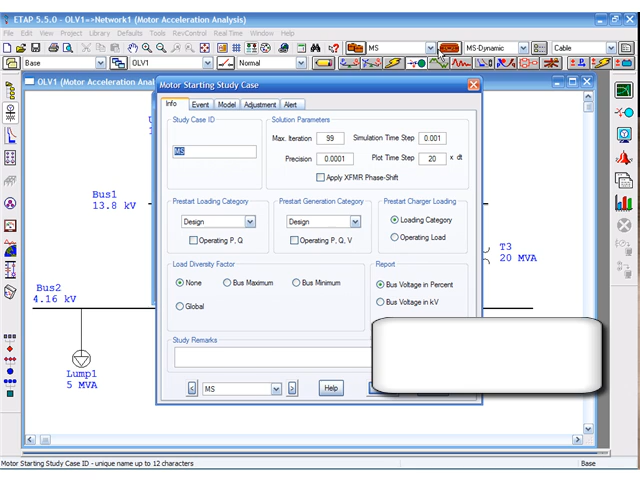 ETAP 5.5.0 - OLV1=>Network1 (Motor Acceleration Analysis)
File Edit View Project Library Defaults Tools RevControl Real Time Window Help
MS MS-Dynamic Cable
Base OLV1 Normal
OLV1 (Motor Acceleration Anal
Motor Starting Study Case
Info Event Model Adjustment Alert
Study Case ID
MS
Solution Parameters
Max. Iteration 99 Simulation Time Step 0.001
Precision 0.0001 Plot Time Step 20 x dt
Apply XFMR Phase-Shift
Prestart Loading Category
Design
Operating P, Q
Prestart Generation Category
Design
Operating P, Q, V
Prestart Charger Loading
Loading Category
Operating Load
Load Diversity Factor
None Bus Maximum Bus Minimum
Global
Report
Bus Voltage in Percent
Bus Voltage in kV
Study Remarks
MS Help
Bus1
13.8 kV
T3
20 MVA
Bus2
4.16 kV
Lump1
5 MVA
Motor Starting Study Case ID - unique name up to 12 characters Base